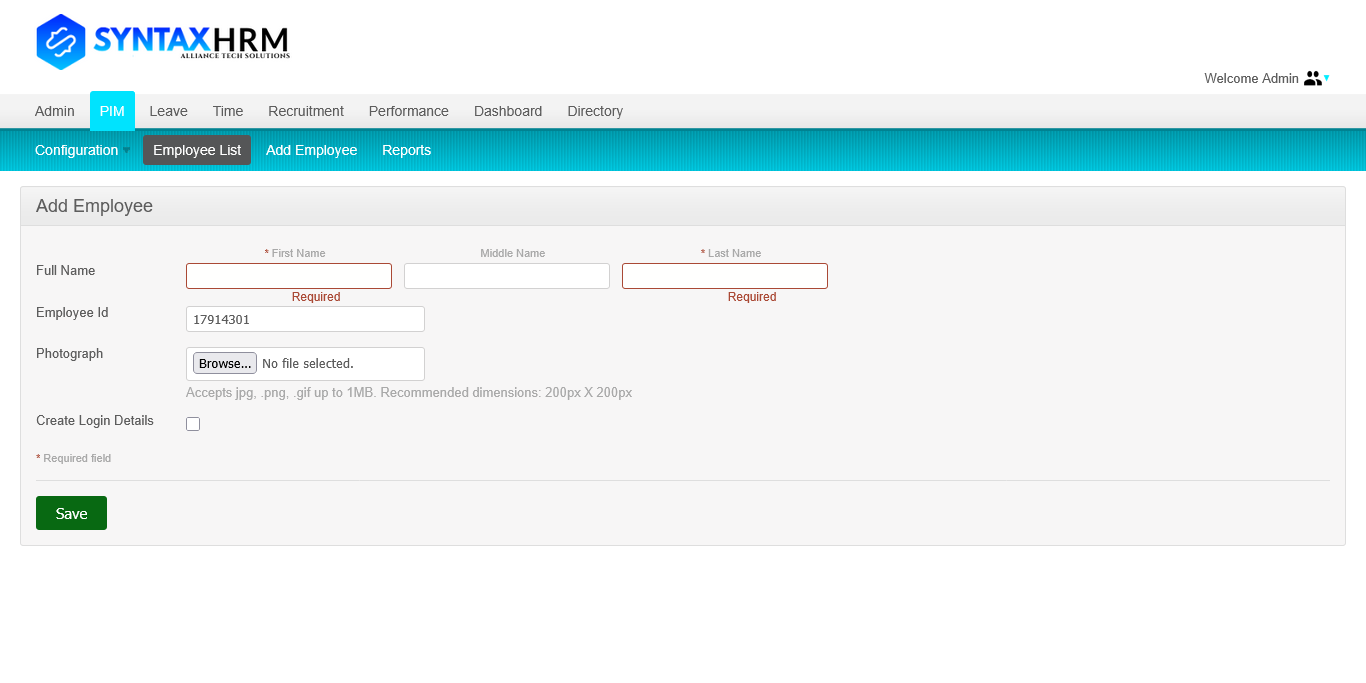 SYNTAXHRM
ALLIANCE TECH SOLUTIONS
Welcome Admin
Admin PIM Leave Time Recruitment Performance Dashboard Directory
Configuration Employee List Add Employee Reports
Add Employee
* First Name Middle Name * Last Name
Full Name
Required Required
Employee Id 17914301
Photograph Browse... No file selected.
Accepts jpg, .png, .gif up to 1MB. Recommended dimensions: 200px X 200px
Create Login Details
* Required field
Save